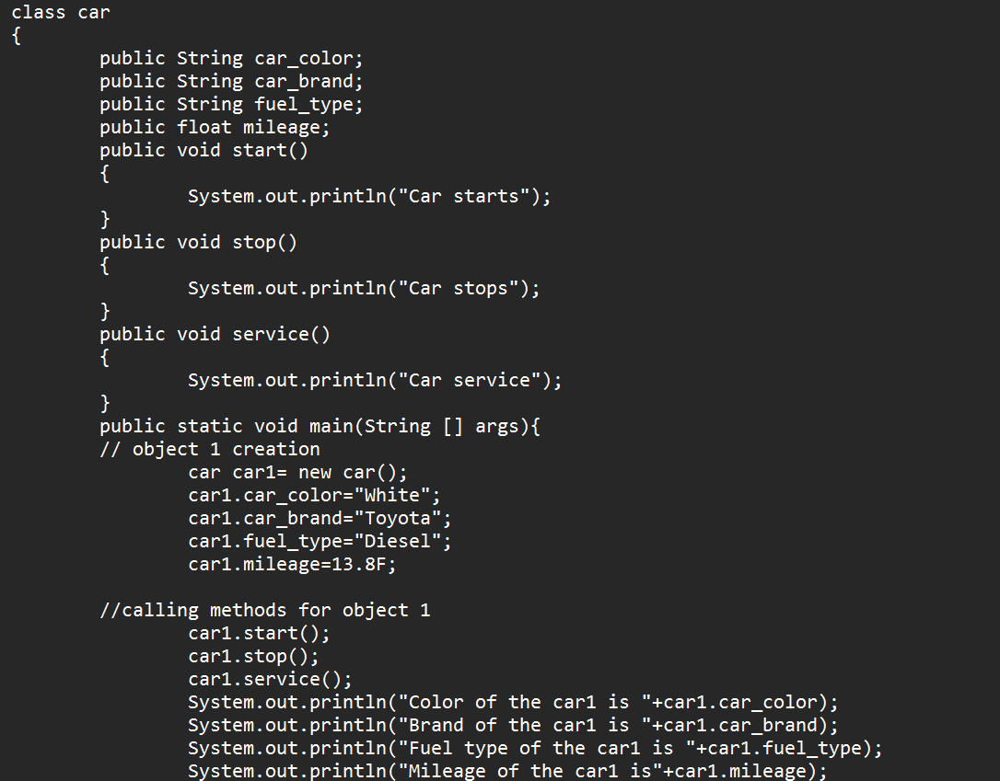 class car
{
public String car_color;
public String car_brand;
public String fuel_type;
public float mileage;
public void start()
{
System.out.println("Car starts");
}
public void stop()
{
System.out.println("Car stops");
}
public void service()
{
System.out.println("Car service");
}
public static void main(String [] args){
// object 1 creation
car car1= new car();
car1.car_color="White";
car1.car_brand="Toyota";
car1.fuel_type="Diesel";
car1.mileage=13.8F;
//calling methods for object 1
car1.start();
car1.stop();
car1.service();
System.out.println("Color of the car1 is "+car1.car_color);
System.out.println("Brand of the car1 is "+car1.car_brand);
System.out.println("Fuel type of the car1 is "+car1.fuel_type);
System.out.println("Mileage of the car1 is"+car1.mileage);